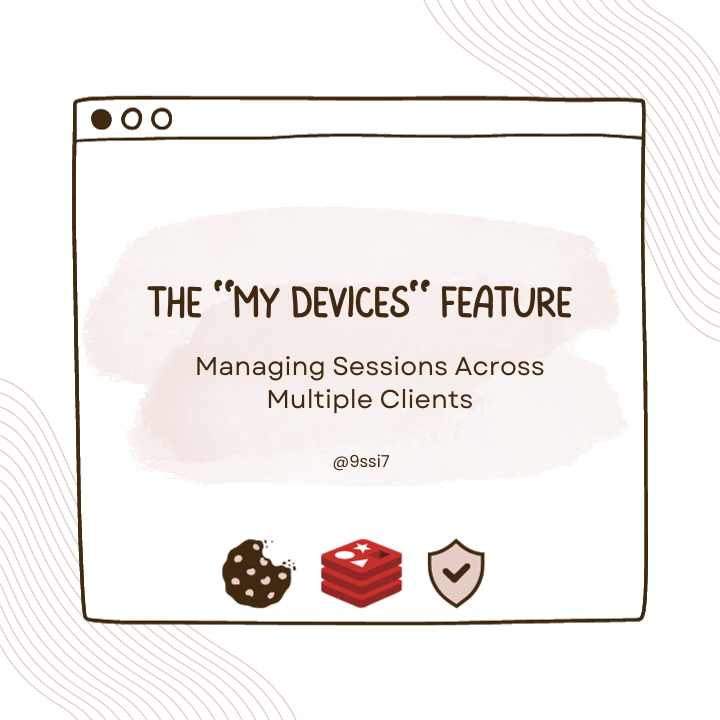 THE “MY DEVICES“ FEATURE
Managing Sessions Across
Multiple Clients
@9ssi7